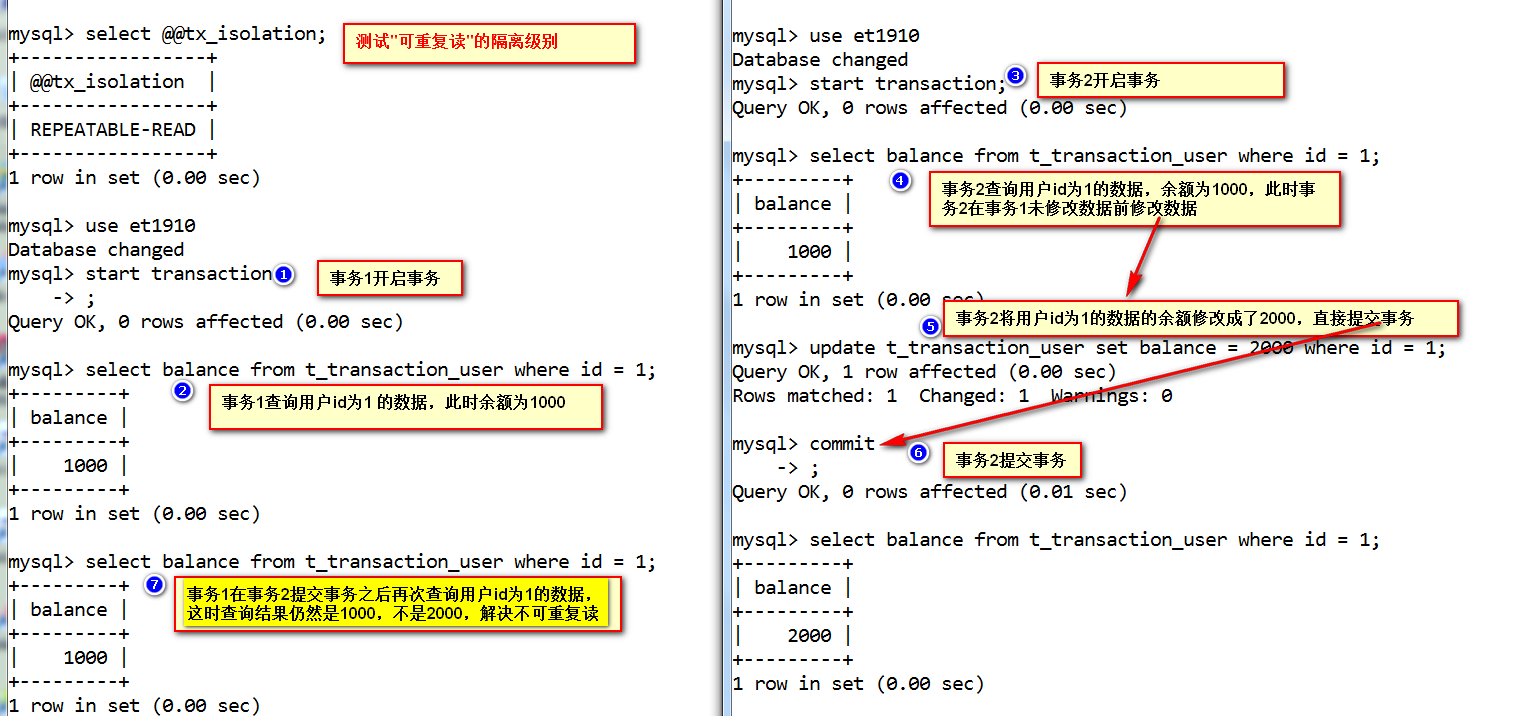 mysql> select @@tx_isolation;
测试"可重复读"的隔离级别
+----------------+
| @@tx_isolation  |
+----------------+
| REPEATABLE-READ |
+----------------+
1 row in set (0.00 sec)
mysql> use et1910
Database changed
mysql> start transaction
1
事务1开启事务
-> ;
Query OK, 0 rows affected (0.00 sec)
mysql> select balance from t_transaction_user where id = 1;
2
事务1查询用户id为1 的数据，此时余额为1000
+---------+
| balance |
+---------+
|    1000 |
+---------+
1 row in set (0.00 sec)
mysql> select balance from t_transaction_user where id = 1;
7
事务1在事务2提交事务之后再次查询用户id为1的数据，
这时查询结果仍然是1000，不是2000，解决不可重复读
+---------+
| balance |
+---------+
|    1000 |
+---------+
1 row in set (0.00 sec)
mysql> use et1910
Database changed
mysql> start transaction;
3
事务2开启事务
Query OK, 0 rows affected (0.00 sec)
mysql> select balance from t_transaction_user where id = 1;
4
事务2查询用户id为1的数据，余额为1000，此时事
务2在事务1未修改数据前修改数据
+---------+
| balance |
+---------+
|    1000 |
+---------+
1 row in set (0.00 sec)
5
事务2将用户id为1的数据的余额修改成了2000，直接提交事务
mysql> update t_transaction_user set balance = 2000 where id = 1;
Query OK, 1 row affected (0.00 sec)
Rows matched: 1  Changed: 1  Warnings: 0
mysql> commit
6
事务2提交事务
-> ;
Query OK, 0 rows affected (0.01 sec)
mysql> select balance from t_transaction_user where id = 1;
+---------+
| balance |
+---------+
|    2000 |
+---------+
1 row in set (0.00 sec)